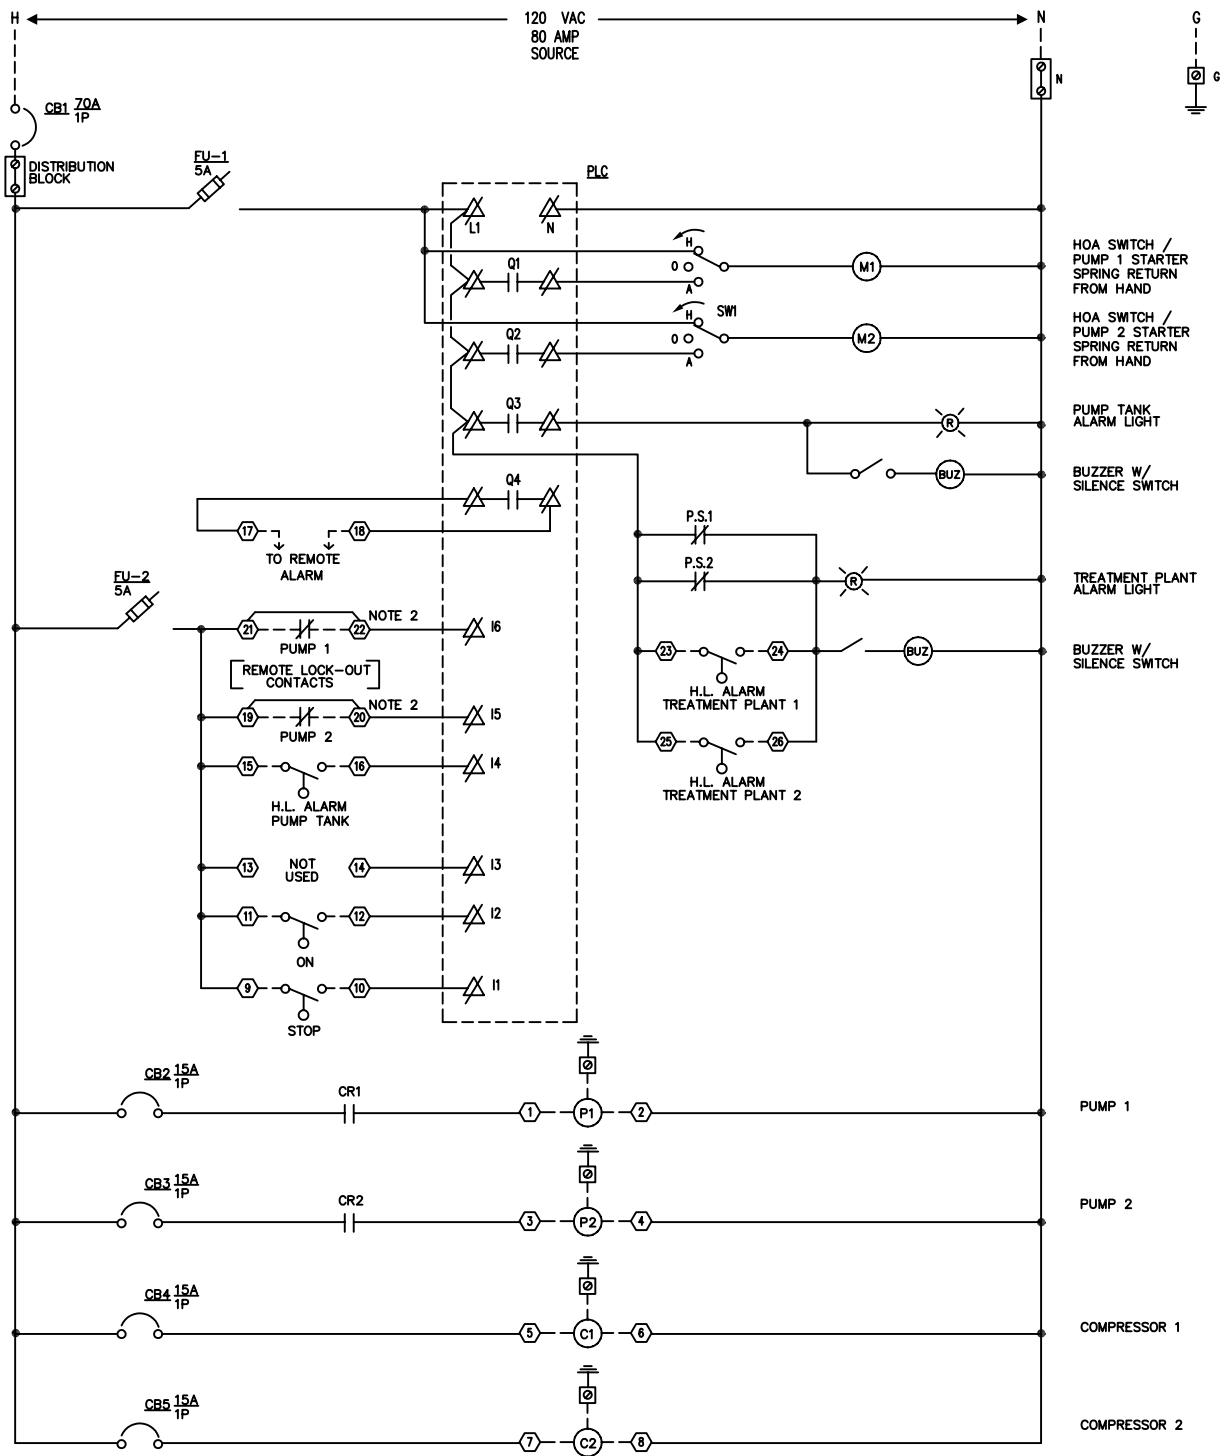 H
120 VAC
80 AMP
SOURCE
N
G
N
G
CB1 70A
1P
DISTRIBUTION
BLOCK
FU-1
5A
PLC
L1
N
H
O
A
Q1
M1
HOA SWITCH /
PUMP 1 STARTER
SPRING RETURN
FROM HAND
H
SW1
O
A
Q2
M2
HOA SWITCH /
PUMP 2 STARTER
SPRING RETURN
FROM HAND
Q3
R
PUMP TANK
ALARM LIGHT
BUZ
BUZZER W/
SILENCE SWITCH
Q4
17
18
TO REMOTE
ALARM
P.S.1
P.S.2
R
TREATMENT PLANT
ALARM LIGHT
FU-2
5A
21
22
NOTE 2
I6
PUMP 1
REMOTE LOCK-OUT
CONTACTS
23
24
BUZ
BUZZER W/
SILENCE SWITCH
H.L. ALARM
TREATMENT PLANT 1
19
20
NOTE 2
I5
PUMP 2
25
26
H.L. ALARM
TREATMENT PLANT 2
15
16
I4
H.L. ALARM
PUMP TANK
13
NOT
USED
14
I3
11
12
I2
ON
9
10
I1
STOP
CB2 15A
1P
CR1
1
P1
2
PUMP 1
CB3 15A
1P
CR2
3
P2
4
PUMP 2
CB4 15A
1P
5
C1
6
COMPRESSOR 1
CB5 15A
1P
7
C2
8
COMPRESSOR 2